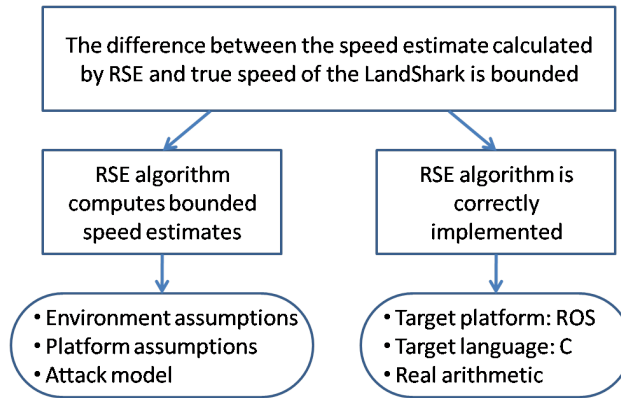 The difference between the speed estimate calculated
by RSE and true speed of the LandShark is bounded
RSE algorithm
computes bounded
speed estimates
RSE algorithm is
correctly
implemented
• Environment assumptions
• Platform assumptions
• Attack model
• Target platform: ROS
• Target language: C
• Real arithmetic